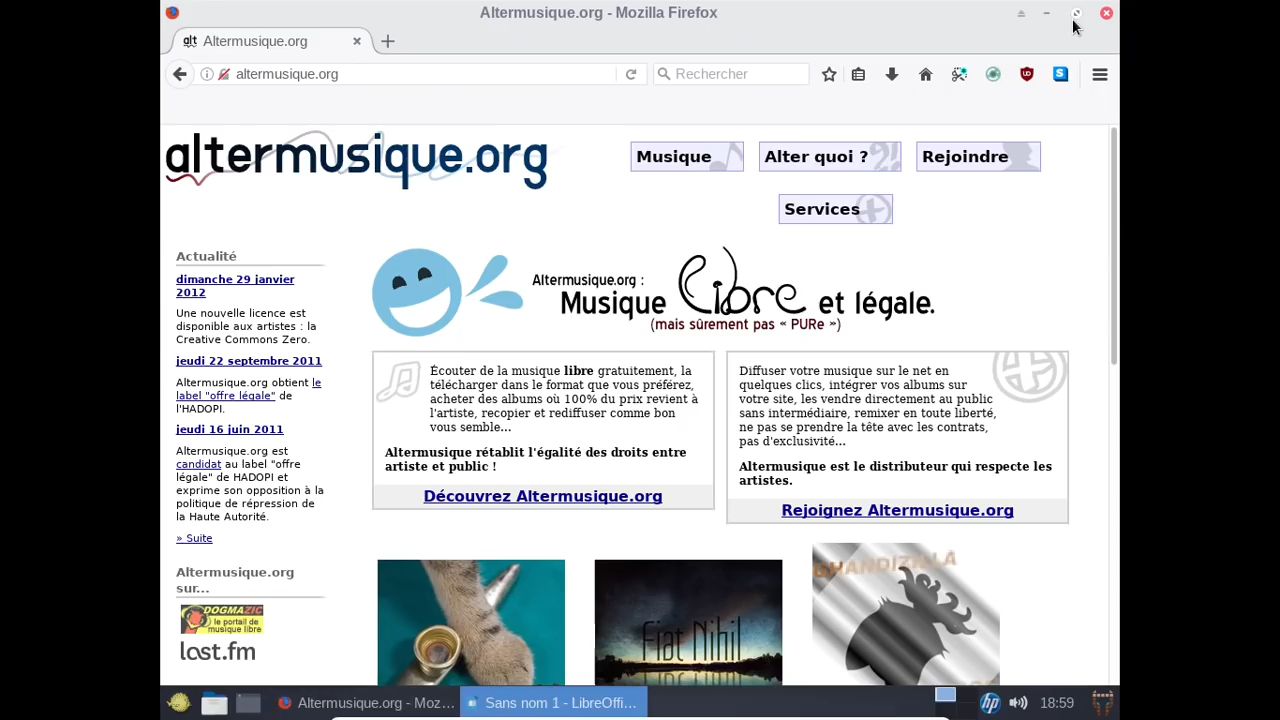 Altermusique.org - Mozilla Firefox
alt Altermusique.org
altermusique.org
Rechercher
altermusique.org
Musique
Alter quoi ?
Rejoindre
Services
Actualité
dimanche 29 janvier
2012
Une nouvelle licence est
disponible aux artistes : la
Creative Commons Zero.
jeudi 22 septembre 2011
Altermusique.org obtient le
label "offre légale" de
l'HADOPI.
jeudi 16 juin 2011
Altermusique.org est
candidat au label "offre
légale" de HADOPI et
exprime son opposition à la
politique de répression de
la Haute Autorité.
» Suite
Altermusique.org
sur...
DOGMAZIC
le portail de
musique libre
last.fm
Altermusique.org :
Musique libre et légale.
(mais sûrement pas « PURe »)
Écouter de la musique libre gratuitement, la
télécharger dans le format que vous préférez,
acheter des albums où 100% du prix revient à
l'artiste, recopier et rediffuser comme bon
vous semble...
Altermusique rétablit l'égalité des droits entre
artiste et public !
Découvrez Altermusique.org
Diffuser votre musique sur le net en
quelques clics, intégrer vos albums sur
votre site, les vendre directement au public
sans intermédiaire, remixer en toute liberté,
ne pas se prendre la tête avec les contrats,
pas d'exclusivité...
Altermusique est le distributeur qui respecte les
artistes.
Rejoignez Altermusique.org
Fiat Nihil
GHANDIZILLA
Altermusique.org - Moz...
Sans nom 1 - LibreOffi...
hp
18:59